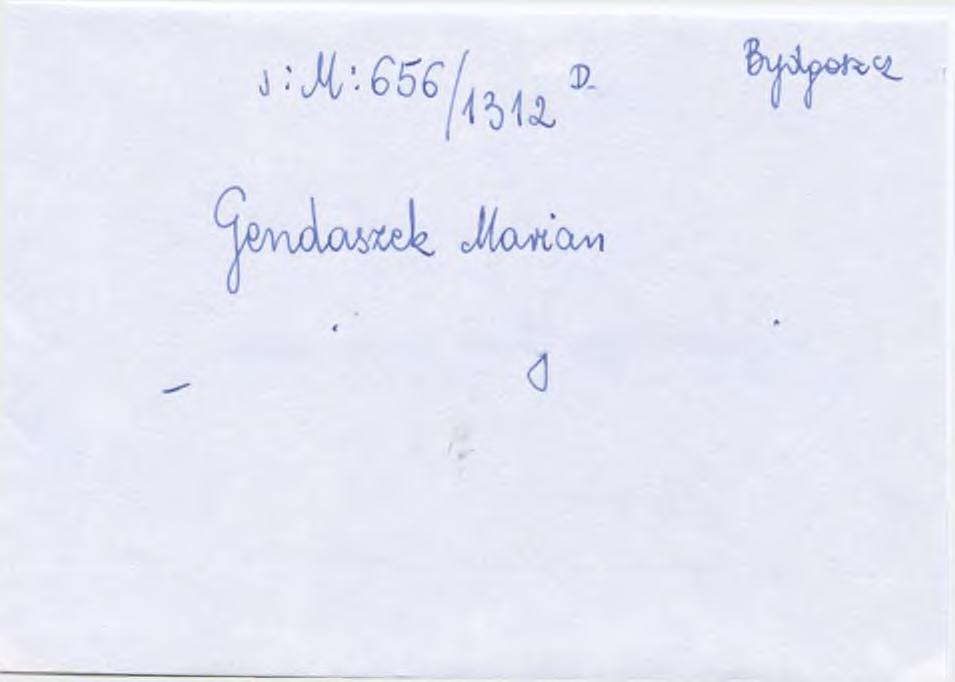 s:M:656/1312 D. Bydgoszcz
Gendaszek Marian